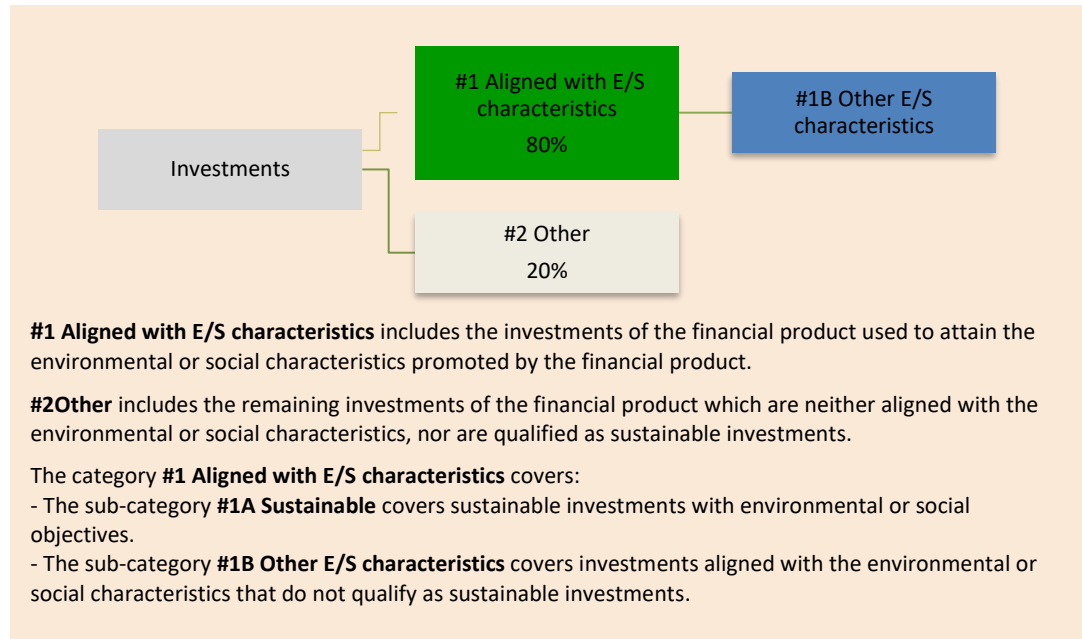 #1 Aligned with E/S
characteristics
80%
#1B Other E/S
characteristics
Investments
#2 Other
20%
#1 Aligned with E/S characteristics includes the investments of the financial product used to attain the
environmental or social characteristics promoted by the financial product.
#2Other includes the remaining investments of the financial product which are neither aligned with the
environmental or social characteristics, nor are qualified as sustainable investments.
The category #1 Aligned with E/S characteristics covers:
- The sub-category #1A Sustainable covers sustainable investments with environmental or social
objectives.
- The sub-category #1B Other E/S characteristics covers investments aligned with the environmental or
social characteristics that do not qualify as sustainable investments.